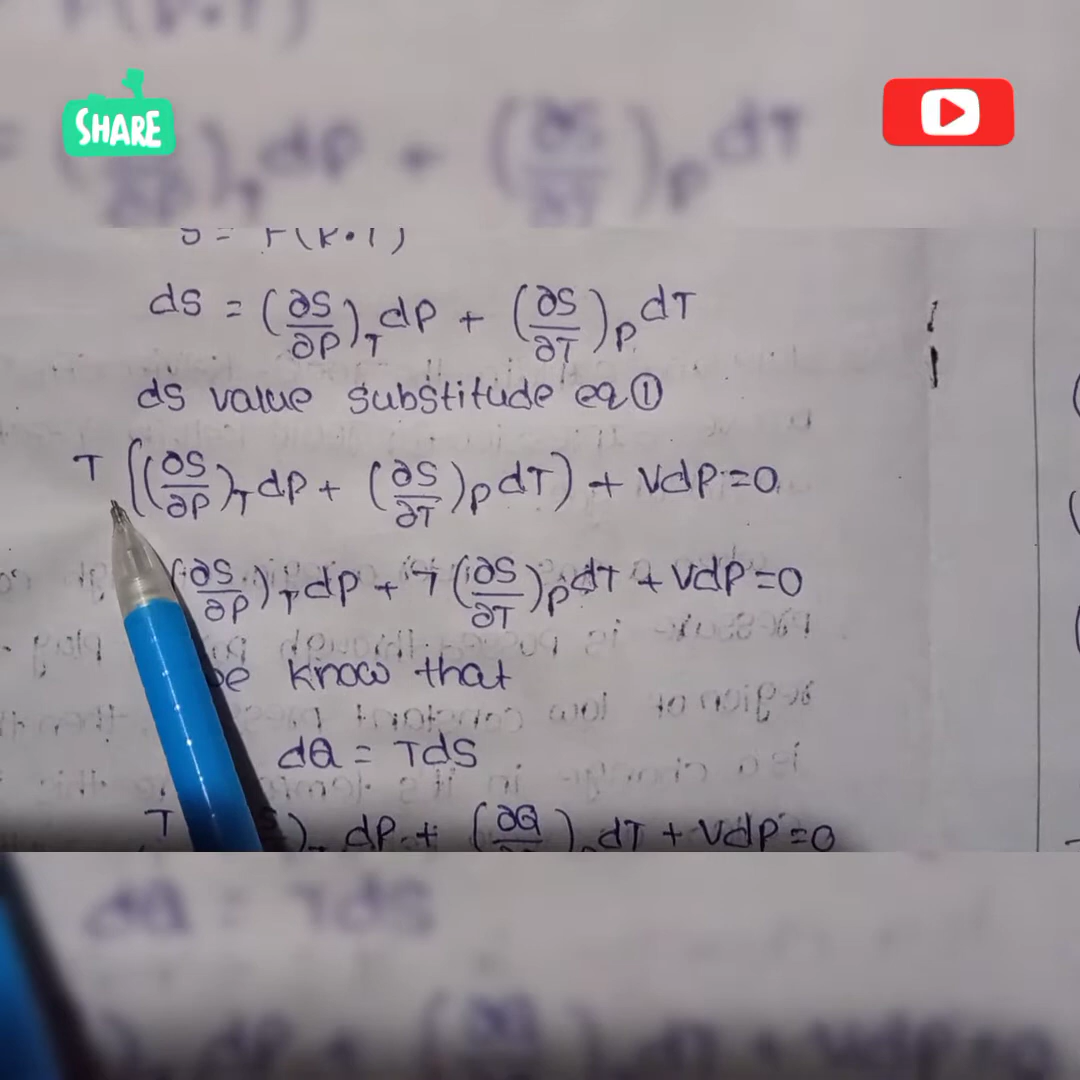 SHARE
dS = (∂S/∂P)_T dP + (∂S/∂T)_P dT
ds value substitude eq ①
T ((∂S/∂P)_T dP + (∂S/∂T)_P dT) + VdP = 0
(∂S/∂P)_T dP + T (∂S/∂T)_P dT + VdP = 0
know that
dQ = TdS
T dP + (∂Q dT + VdP = 0